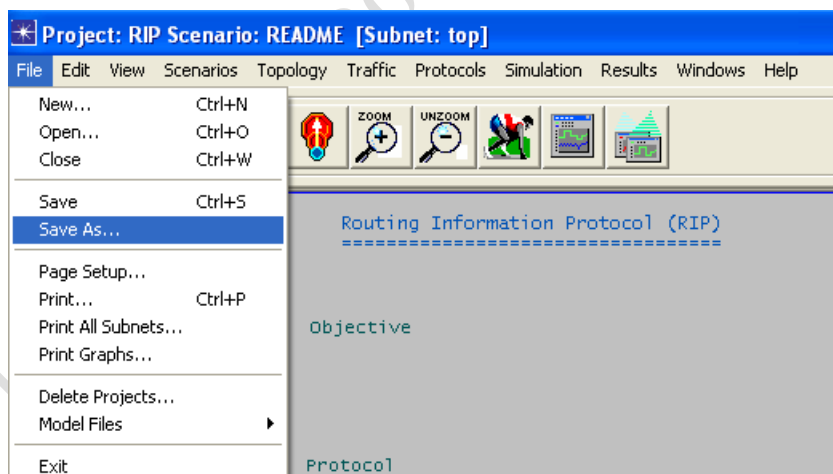 Project: RIP Scenario: README [Subnet: top]
File Edit View Scenarios Topology Traffic Protocols Simulation Results Windows Help
New... Ctrl+N
Open... Ctrl+O
Close Ctrl+W
ZOOM UNZOOM
Save Ctrl+S
Save As...
Routing Information Protocol (RIP)
==================================
Page Setup...
Print... Ctrl+P
Print All Subnets...
Print Graphs...
Objective
Delete Projects...
Model Files
Exit
Protocol